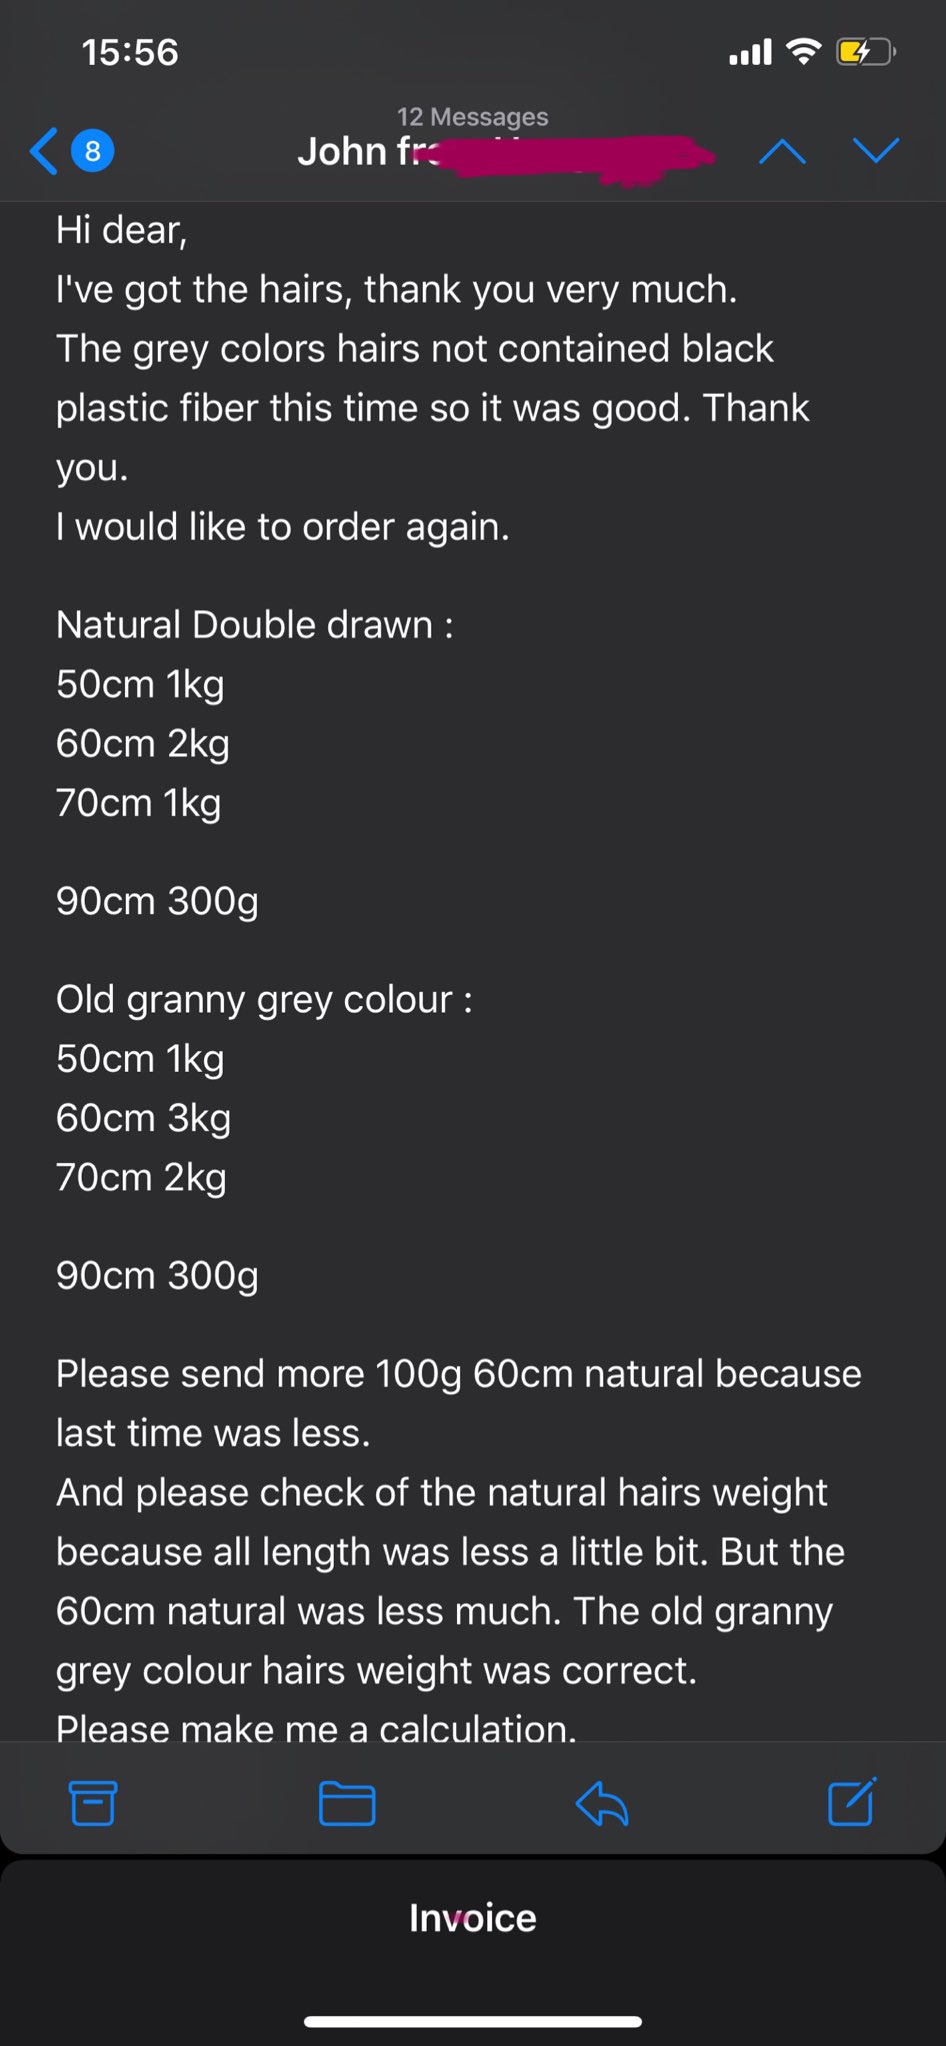 15:56
12 Messages
8
John
Hi dear,
I've got the hairs, thank you very much.
The grey colors hairs not contained black
plastic fiber this time so it was good. Thank
you.
I would like to order again.
Natural Double drawn :
50cm 1kg
60cm 2kg
70cm 1kg
90cm 300g
Old granny grey colour :
50cm 1kg
60cm 3kg
70cm 2kg
90cm 300g
Please send more 100g 60cm natural because
last time was less.
And please check of the natural hairs weight
because all length was less a little bit. But the
60cm natural was less much. The old granny
grey colour hairs weight was correct.
Please make me a calculation.
Invoice